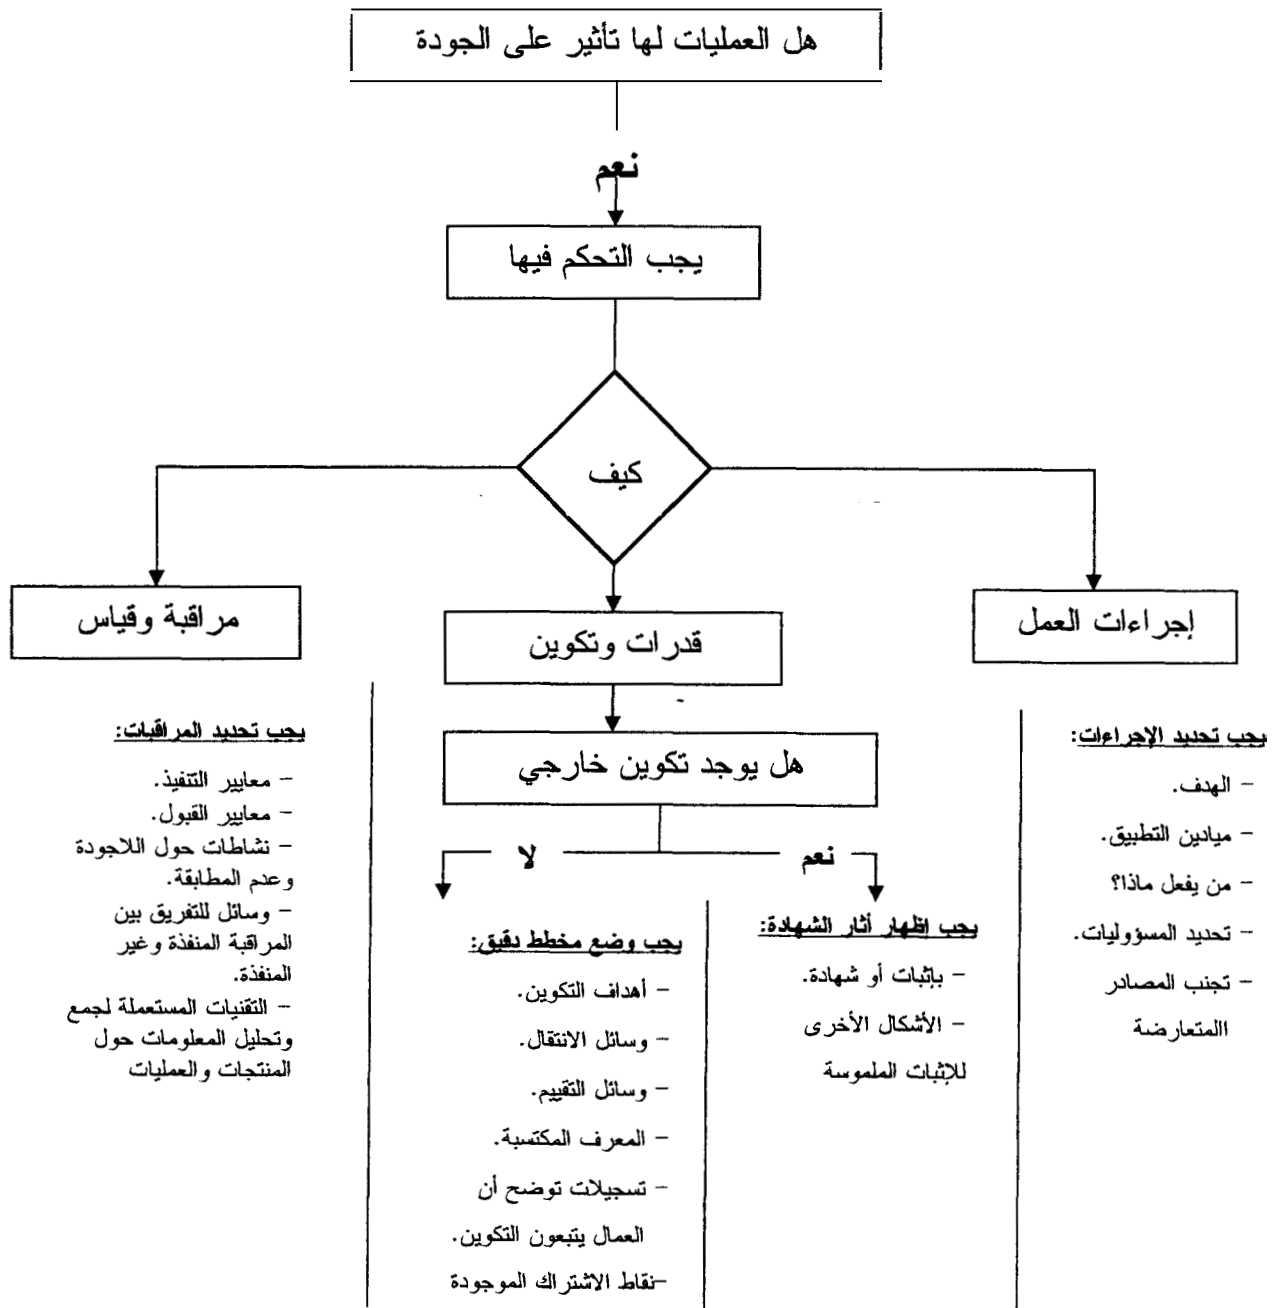 هل العمليات لها تأثير على الجودة
نعم
يجب التحكم فيها
كيف
إجراءات العمل
قدرات وتكوين
مراقبة وقياس
يجب تحديد الإجراءات:
- الهدف.
- ميادين التطبيق.
- من يفعل ماذا؟
- تحديد المسؤوليات.
- تجنب المصادر
االمتعارضة
هل يوجد تكوين خارجي
نعم
لا
يجب اظهار أثار الشهادة:
- بإثبات أو شهادة.
- الأشكال الأخرى
للإثبات الملموسة
يجب وضع مخطط دقيق:
- أهداف التكوين.
- وسائل الانتقال.
- وسائل التقييم.
- المعرف المكتسبة.
- تسجيلات توضح أن
العمال يتبعون التكوين.
-نقاط الاشتراك الموجودة
يجب تحديد المراقبات:
- معايير التنفيذ.
- معايير القبول.
- نشاطات حول اللاجودة
وعدم المطابقة.
- وسائل للتفريق بين
المراقبة المنفذة وغير
المنفذة.
- التقنيات المستعملة لجمع
وتحليل المعلومات حول
المنتجات والعمليات